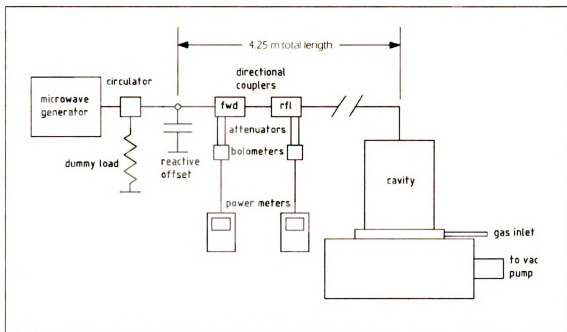 4.25 m total length
circulator
directional
couplers
microwave
generator
fwd
rfl
attenuators
bolometers
dummy load
reactive
offset
cavity
power meters
gas inlet
to vac
pump